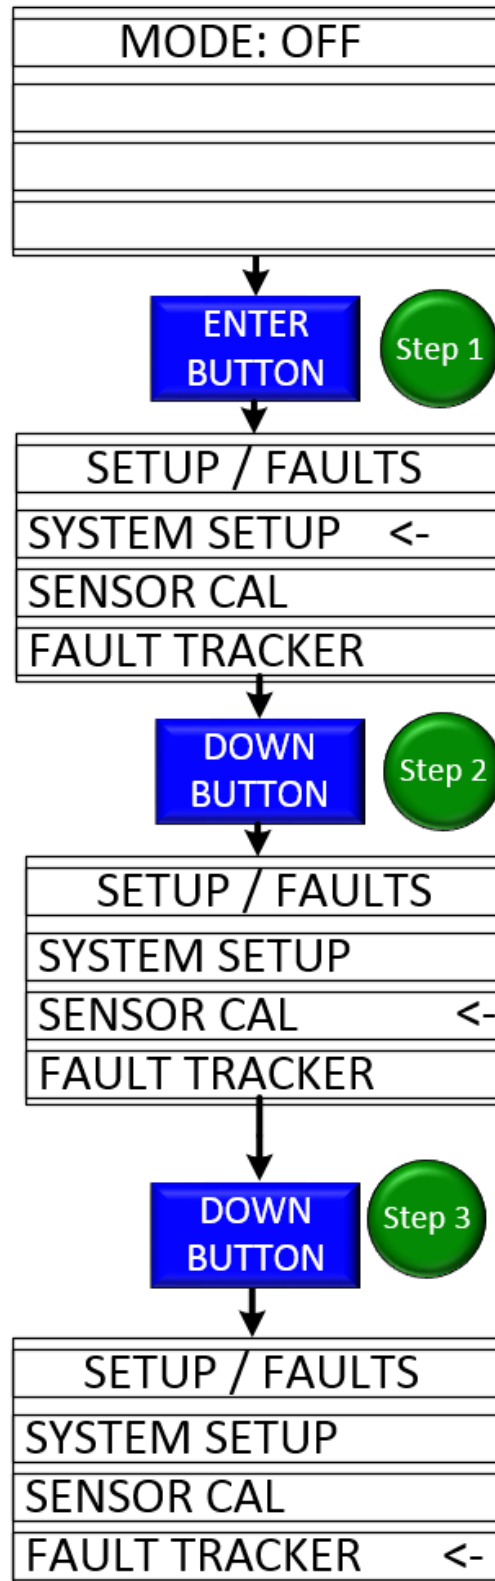 MODE: OFF
ENTER
BUTTON
Step 1
SETUP / FAULTS
SYSTEM SETUP <-
SENSOR CAL
FAULT TRACKER
DOWN
BUTTON
Step 2
SETUP / FAULTS
SYSTEM SETUP
SENSOR CAL <-
FAULT TRACKER
DOWN
BUTTON
Step 3
SETUP / FAULTS
SYSTEM SETUP
SENSOR CAL
FAULT TRACKER <-